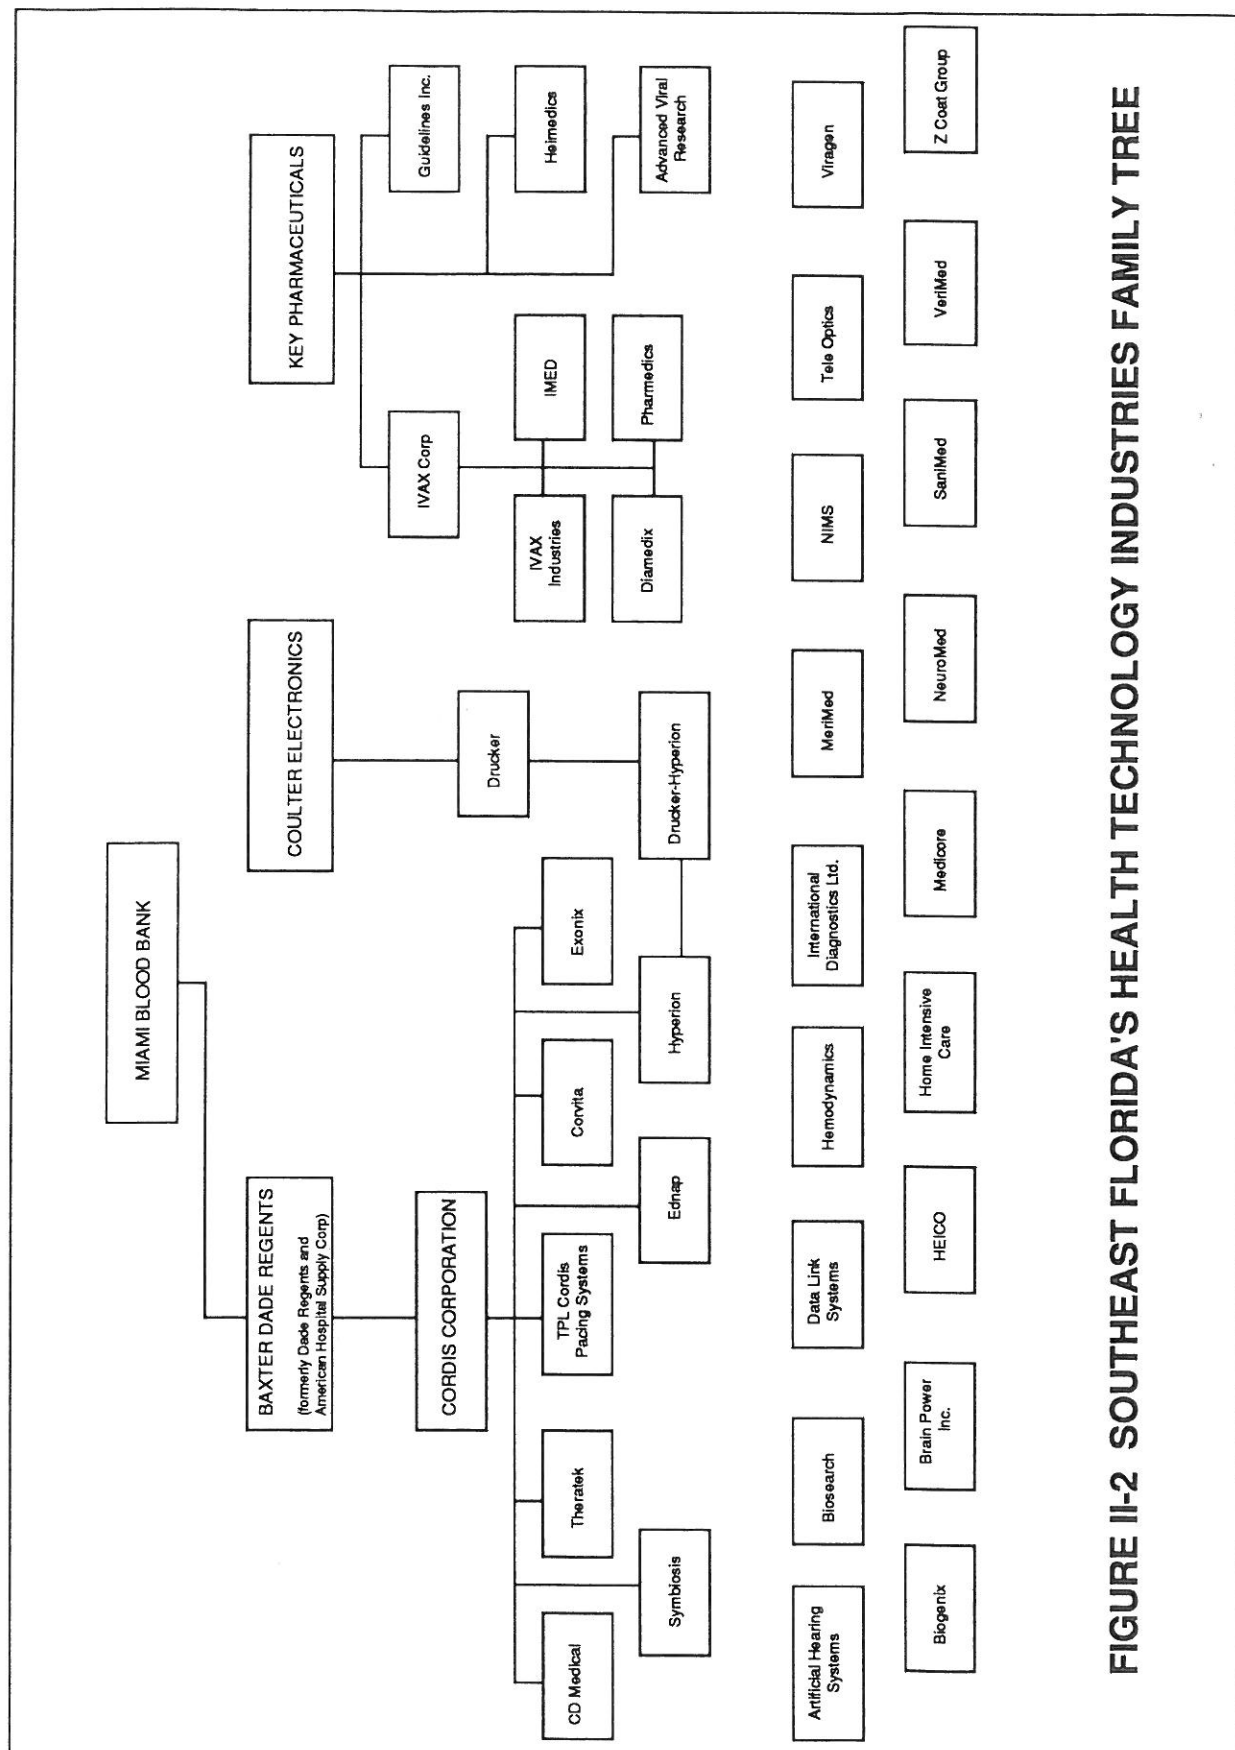 MIAMI BLOOD BANK
BAXTER DADE REGENTS
(formerly Dade Regents and
American Hospital Supply Corp)
COULTER ELECTRONICS
KEY PHARMACEUTICALS
CORDIS CORPORATION
Drucker
IVAX Corp
Guidelines Inc.
CD Medical
Theratek
TPL Cordis
Pacing Systems
Corvita
Exonix
IVAX
Industries
IMED
Heimedics
Symbiosis
Ednap
Hyperion
Drucker-Hyperion
Diamedix
Pharmedics
Advanced Viral
Research
Artificial Hearing
Systems
Biosearch
Data Link
Systems
Hemodynamics
International
Diagnostics Ltd.
MeriMed
NIMS
Tele Optics
Viragen
Biogenix
Brain Power
Inc.
HEICO
Home Intensive
Care
Medicore
NeuroMed
SaniMed
VeriMed
Z Coat Group
FIGURE II-2 SOUTHEAST FLORIDA'S HEALTH TECHNOLOGY INDUSTRIES FAMILY TREE